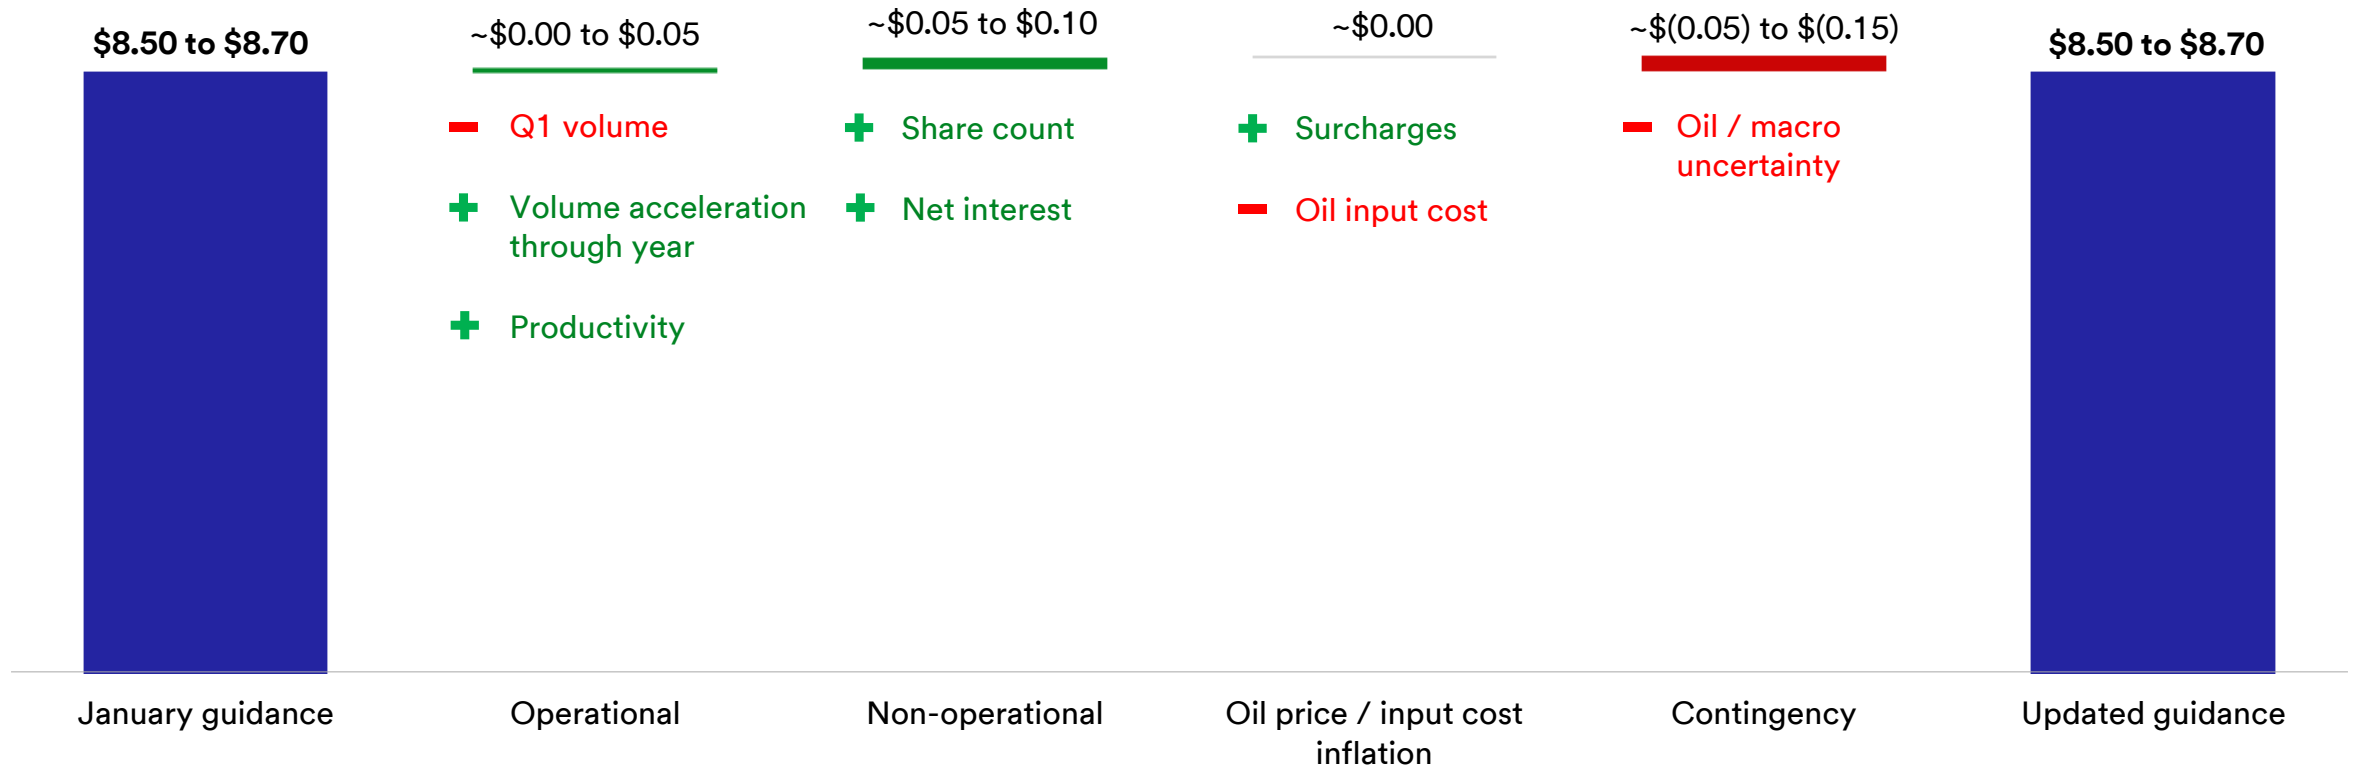 $8.50 to $8.70
~$0.00 to $0.05
~$0.05 to $0.10
~$0.00
~$(0.05) to $(0.15)
$8.50 to $8.70
Q1 volume
Volume acceleration
through year
Productivity
Share count
Net interest
Surcharges
Oil input cost
Oil / macro
uncertainty
January guidance
Operational
Non-operational
Oil price / input cost
inflation
Contingency
Updated guidance